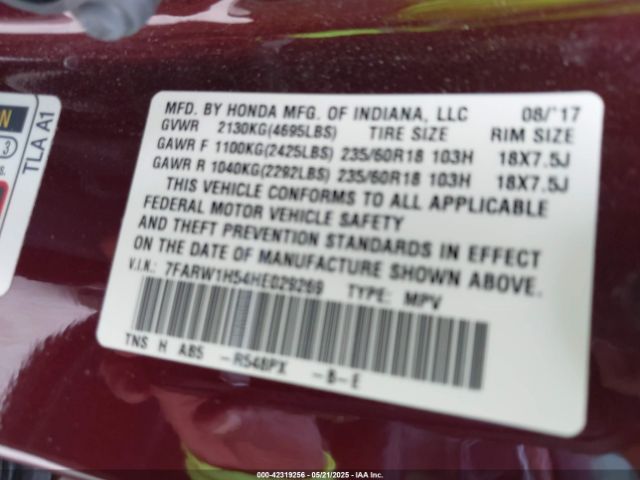 MFD. BY HONDA MFG. OF INDIANA, LLC 08/'17
GVWR 2130KG(4695LBS) TIRE SIZE RIM SIZE
GAWR F 1100KG(2425LBS) 235/60R18 103H 18X7.5J
GAWR R 1040KG(2292LBS) 235/60R18 103H 18X7.5J
THIS VEHICLE CONFORMS TO ALL APPLICABLE
FEDERAL MOTOR VEHICLE SAFETY
AND THEFT PREVENTION STANDARDS IN EFFECT
ON THE DATE OF MANUFACTURE SHOWN ABOVE.
V.I.N.: 7FARW1H54HE029269 TYPE: MPV
TNS H ABS -R548PX -B-E
TLA A1
3
000-42319256 - 05/21/2025 - IAA Inc.